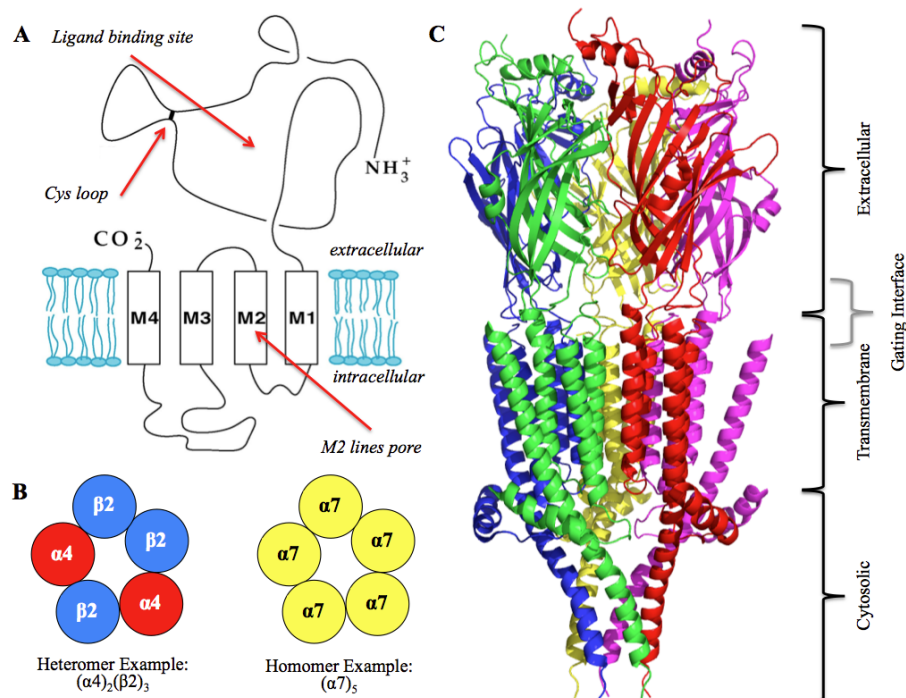 A
Ligand binding site
Cys loop
NH₃⁺
CO₂⁻
extracellular
M4
M3
M2
M1
intracellular
M2 lines pore
B
β2
β2
α4
β2
α4
Heteromer Example:
(α4)₂(β2)₃
α7
α7
α7
α7
α7
Homomer Example:
(α7)₅
C
Extracellular
Gating Interface
Transmembrane
Cytosolic